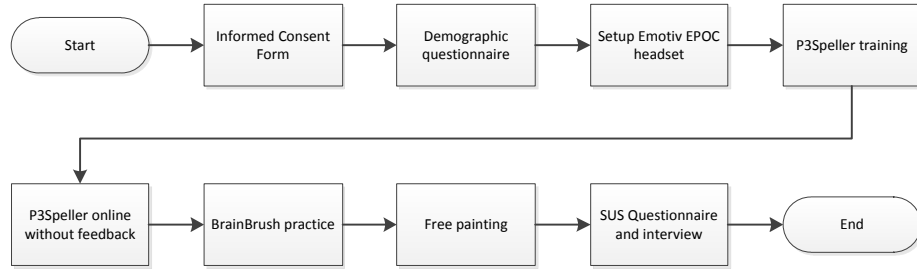 Start
Informed Consent
Form
Demographic
questionnaire
Setup Emotiv EPOC
headset
P3Speller training
P3Speller online
without feedback
BrainBrush practice
Free painting
SUS Questionnaire
and interview
End